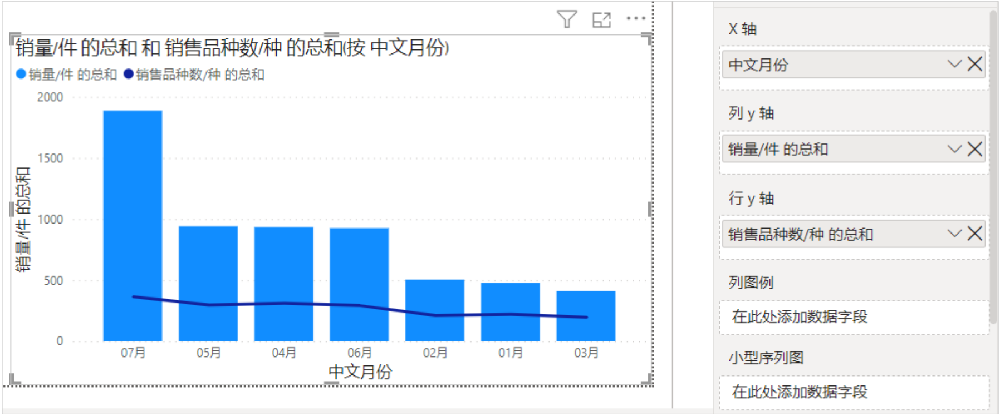 销量/件 的总和 和 销售品种数/种 的总和(按 中文月份)
销量/件 的总和 销售品种数/种 的总和
2000
1500
1000
500
0
销量/件 的总和
07月 05月 04月 06月 02月 01月 03月
中文月份
X 轴
中文月份
列 y 轴
销量/件 的总和
行 y 轴
销售品种数/种 的总和
列图例
在此处添加数据字段
小型序列图
在此处添加数据字段